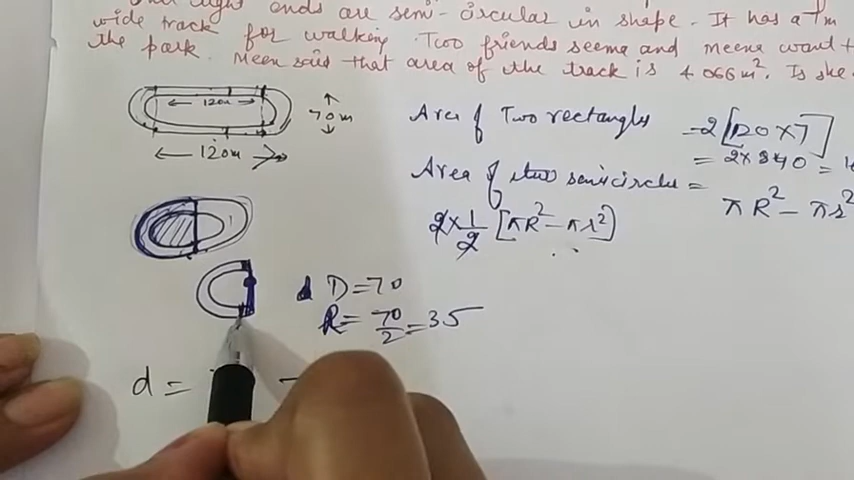 ends are semi-circular in shape. It has a 7m
wide track for walking. Two friends seema and meena want
the park. Meen said that area of the track is 4066m². Is she
120m
70m
120m
Area of Two rectangles = 2[120×7]
= 2×840 =
Area of two semicircle =
πR² - πr²
2×1/2 [πR² - πr²]
D=70
R= 70/2 = 35
d =